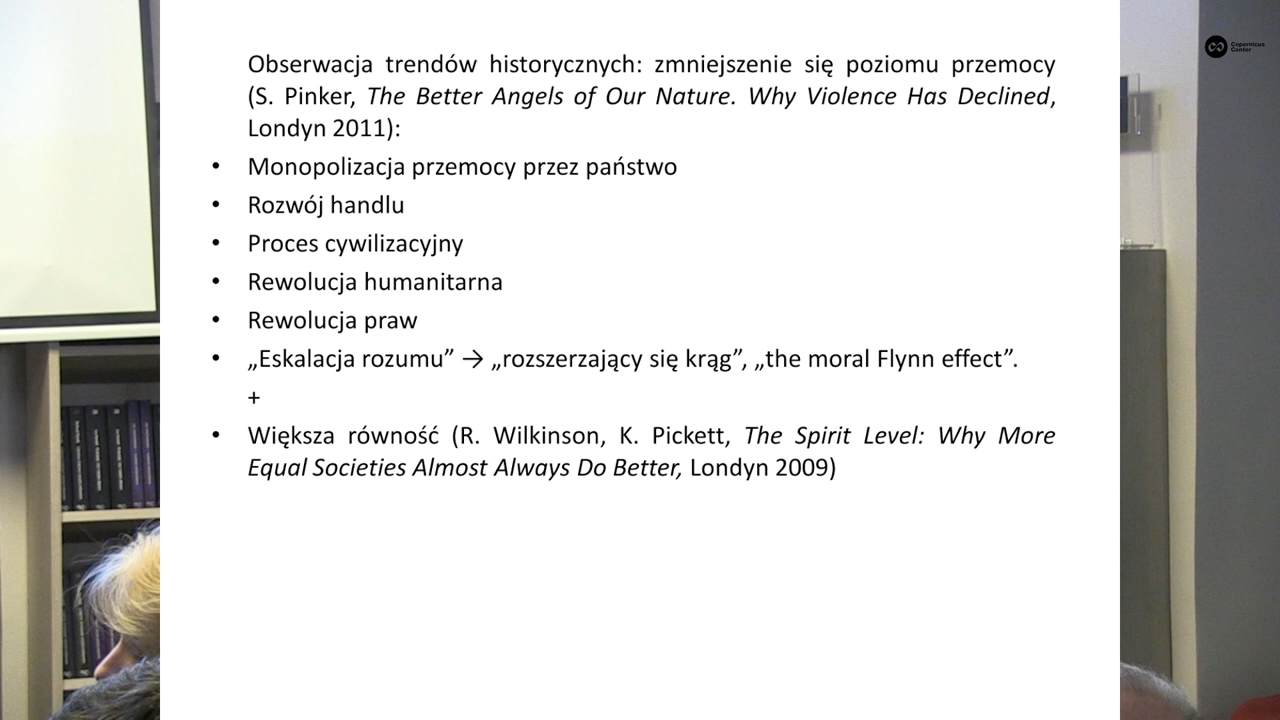 Copernicus
Center
Obserwacja trendów historycznych: zmniejszenie się poziomu przemocy
(S. Pinker, The Better Angels of Our Nature. Why Violence Has Declined,
Londyn 2011):
• Monopolizacja przemocy przez państwo
• Rozwój handlu
• Proces cywilizacyjny
• Rewolucja humanitarna
• Rewolucja praw
• „Eskalacja rozumu” → „rozszerzający się krąg”, „the moral Flynn effect”.
+
• Większa równość (R. Wilkinson, K. Pickett, The Spirit Level: Why More
Equal Societies Almost Always Do Better, Londyn 2009)